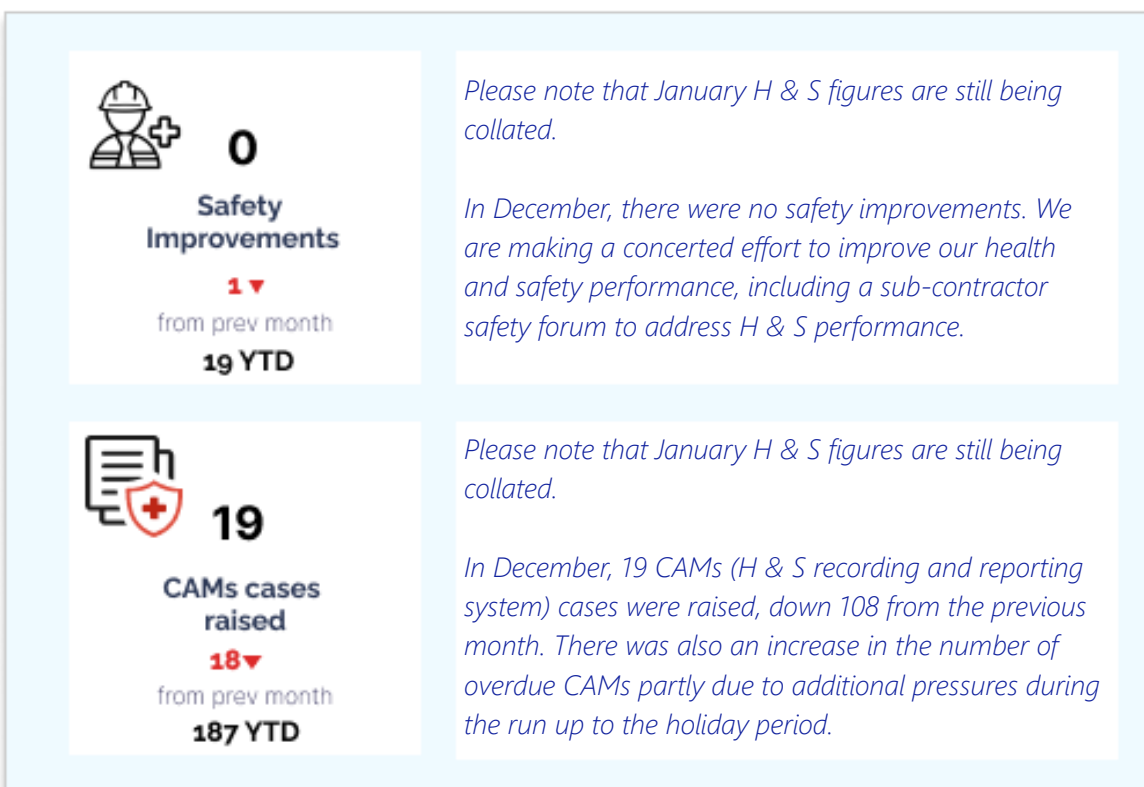 0
Safety
Improvements
1 ▼
from prev month
19 YTD
Please note that January H & S figures are still being
collated.
In December, there were no safety improvements. We
are making a concerted effort to improve our health
and safety performance, including a sub-contractor
safety forum to address H & S performance.
19
CAMs cases
raised
18▼
from prev month
187 YTD
Please note that January H & S figures are still being
collated.
In December, 19 CAMs (H & S recording and reporting
system) cases were raised, down 108 from the previous
month. There was also an increase in the number of
overdue CAMs partly due to additional pressures during
the run up to the holiday period.